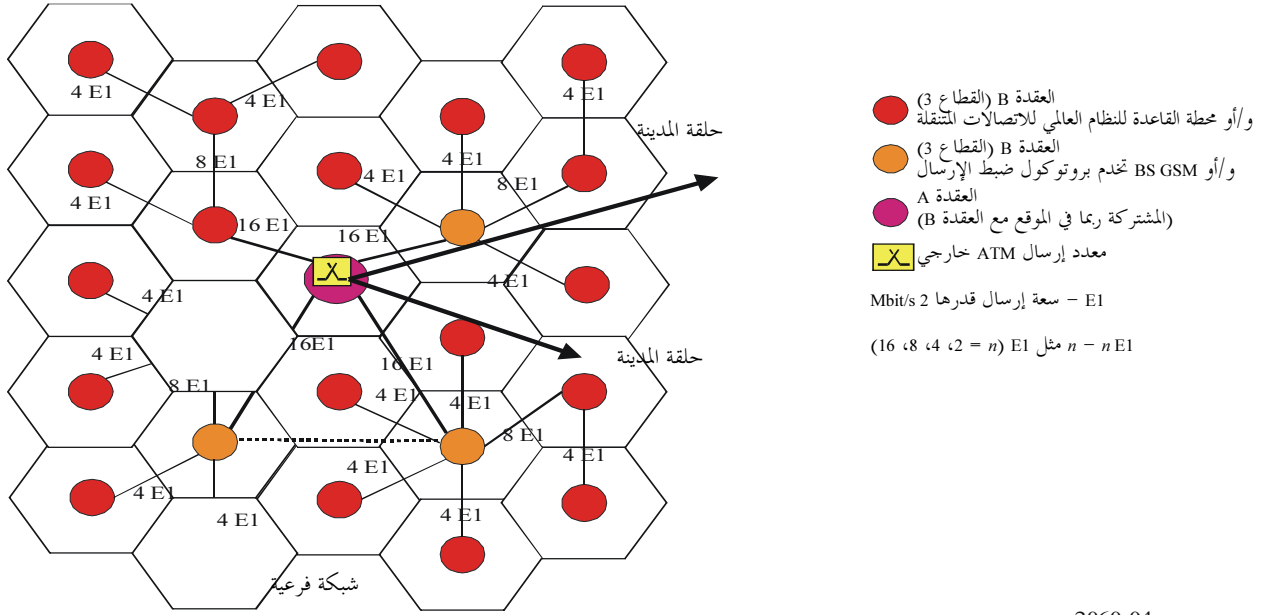 4 E1
4 E1
4 E1
حلقة المدينة
8 E1
4 E1
4 E1
4 E1
8 E1
16 E1
16 E1
4 E1
4 E1
16E1
حلقة المدينة
4 E1
16 E1
8 E1
4 E1
4 E1
8 E1
4 E1
4 E1
4 E1
4 E1
4 E1
شبكة فرعية
العقدة B (القطاع 3)
و/أو محطة القاعدة للنظام العالمي للاتصالات المتنقلة
العقدة B (القطاع 3)
و/أو BS GSM تخدم بروتوكول ضبط الإرسال
العقدة A
(المشتركة ربما في الموقع مع العقدة B)
معدد إرسال ATM خارجي
E1 – سعة إرسال قدرها 2 Mbit/s
n – n E1 مثل E1 (n = 2، 4، 8، 16)